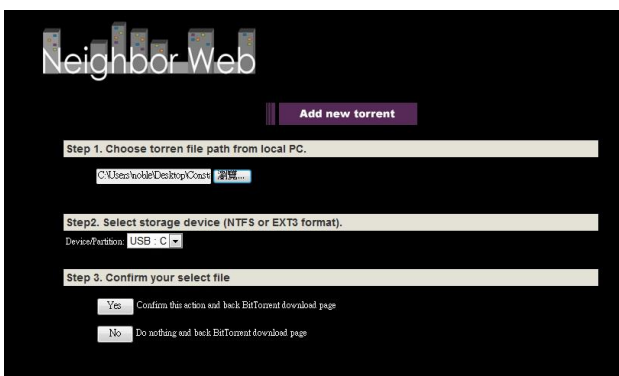 Neighbor Web
Add new torrent
Step 1. Choose torren file path from local PC.
C:\Users\noble\Desktop\Const 瀏覽...
Step2. Select storage device (NTFS or EXT3 format).
Device/Partition: USB : C
Step 3. Confirm your select file
Yes Confirm this action and back BitTorrent download page
No Do nothing and back BitTorrent download page